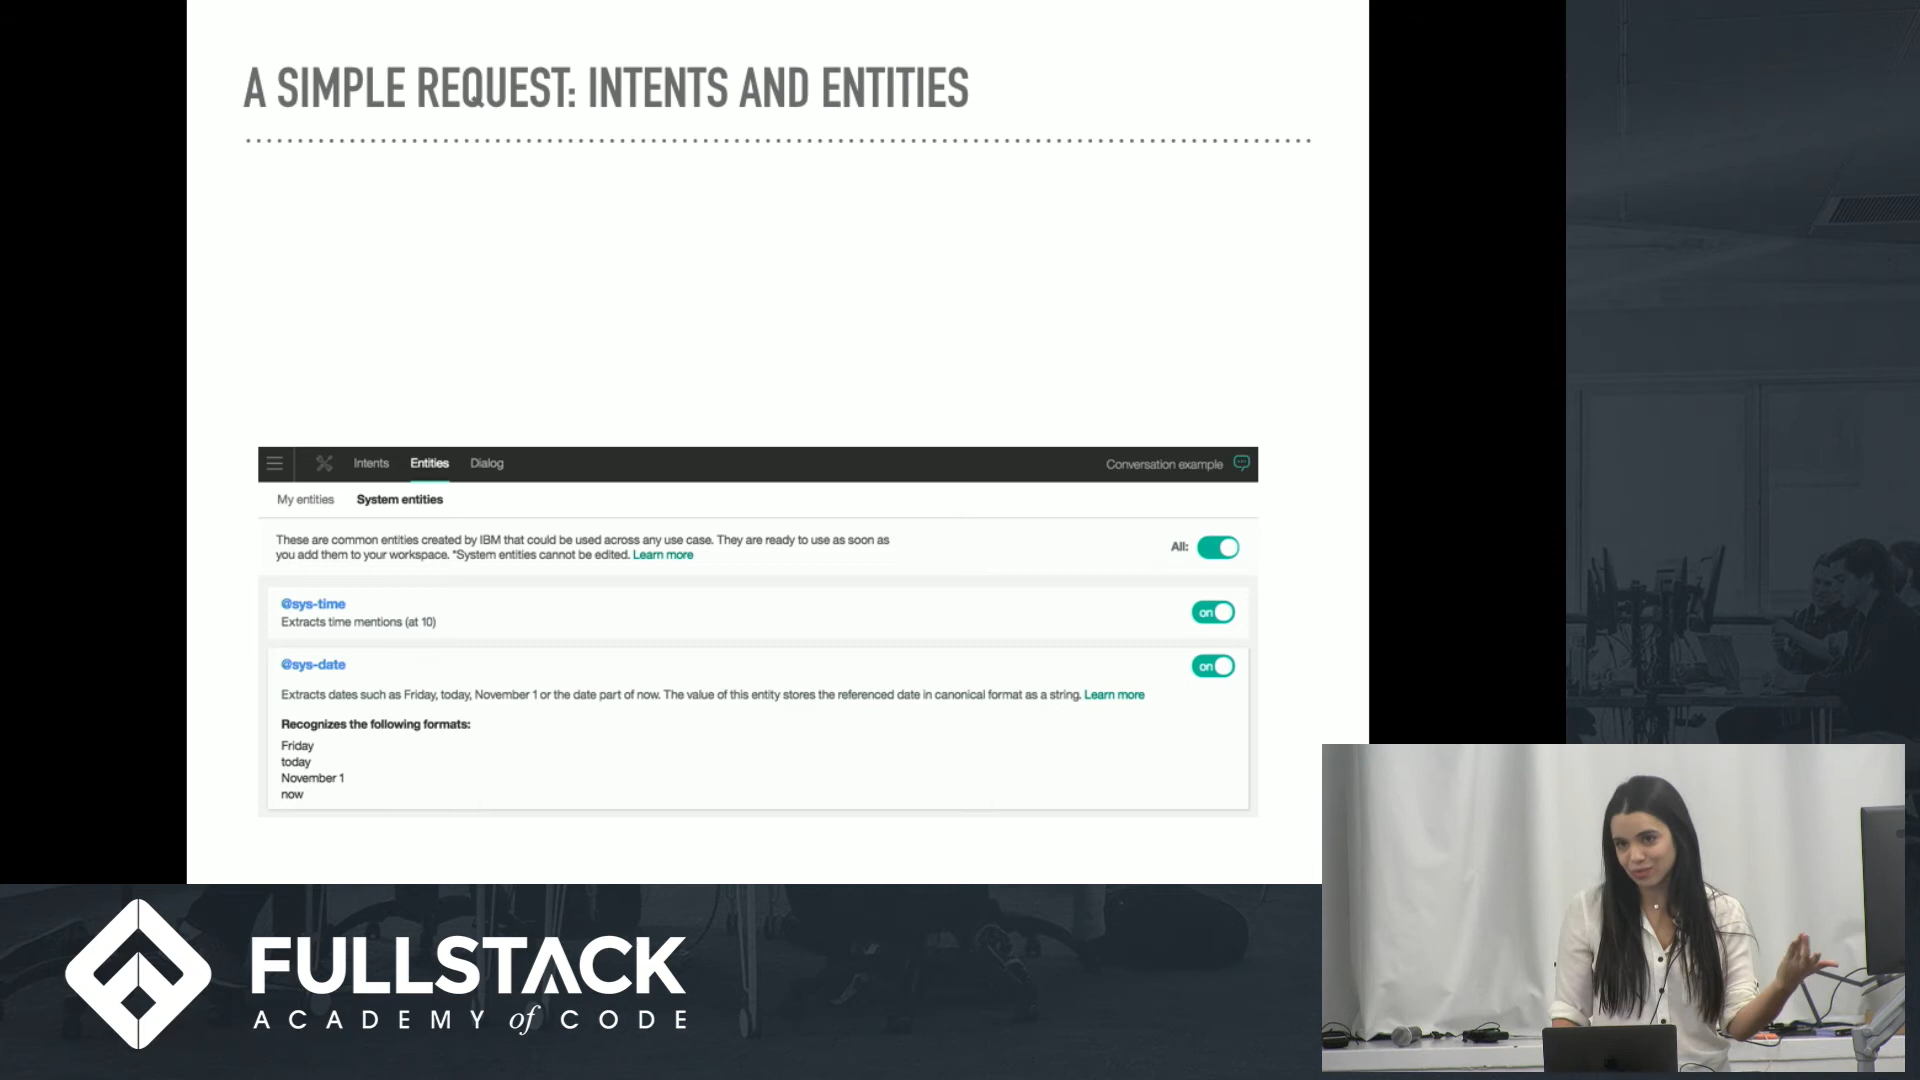 A SIMPLE REQUEST: INTENTS AND ENTITIES
Intents Entities Dialog Conversation example
My entities System entities
These are common entities created by IBM that could be used across any use case. They are ready to use as soon as
you add them to your workspace. *System entities cannot be edited. Learn more
All:
@sys-time
Extracts time mentions (at 10)
on
@sys-date
on
Extracts dates such as Friday, today, November 1 or the date part of now. The value of this entity stores the referenced date in canonical format as a string. Learn more
Recognizes the following formats:
Friday
today
November 1
now
FULLSTACK
ACADEMY of CODE